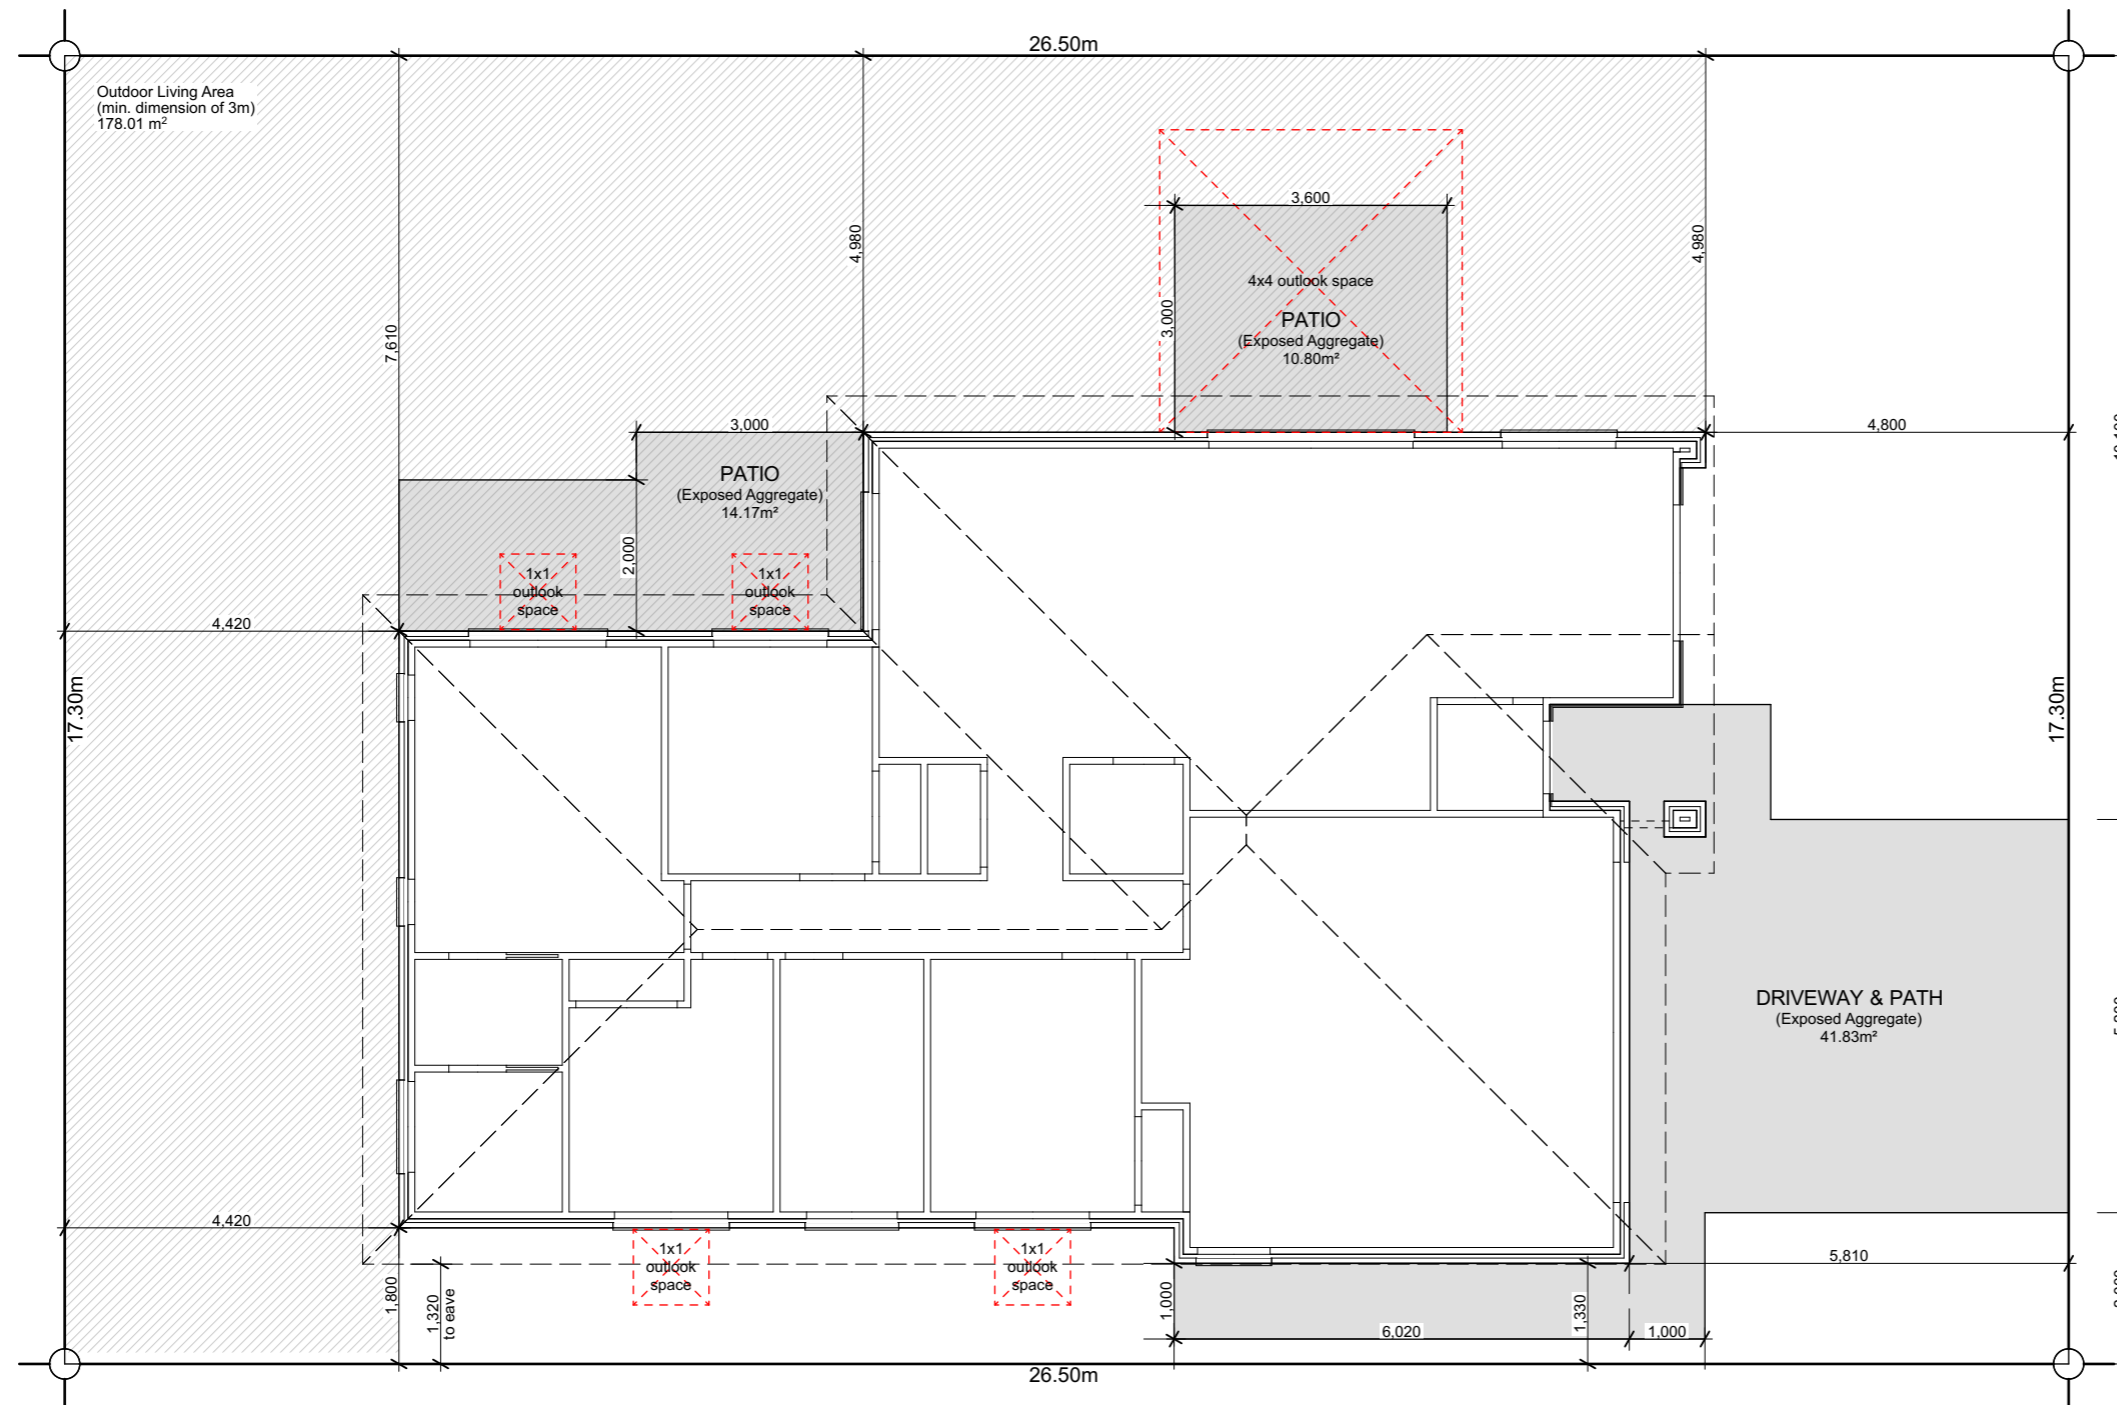 26.50m
Outdoor Living Area
(min. dimension of 3m)
178.01 m²
3,600
4,980
4,980
4x4 outlook space
3,000
PATIO
(Exposed Aggregate)
10.80m²
7,610
3,000
4,800
PATIO
(Exposed Aggregate)
14.17m²
2,000
1x1
outlook
space
1x1
outlook
space
4,420
17.30m
17.30m
DRIVEWAY & PATH
(Exposed Aggregate)
41.83m²
4,420
1x1
outlook
space
1x1
outlook
space
5,810
1,800
1,320
to eave
1,000
1,330
6,020
1,000
26.50m